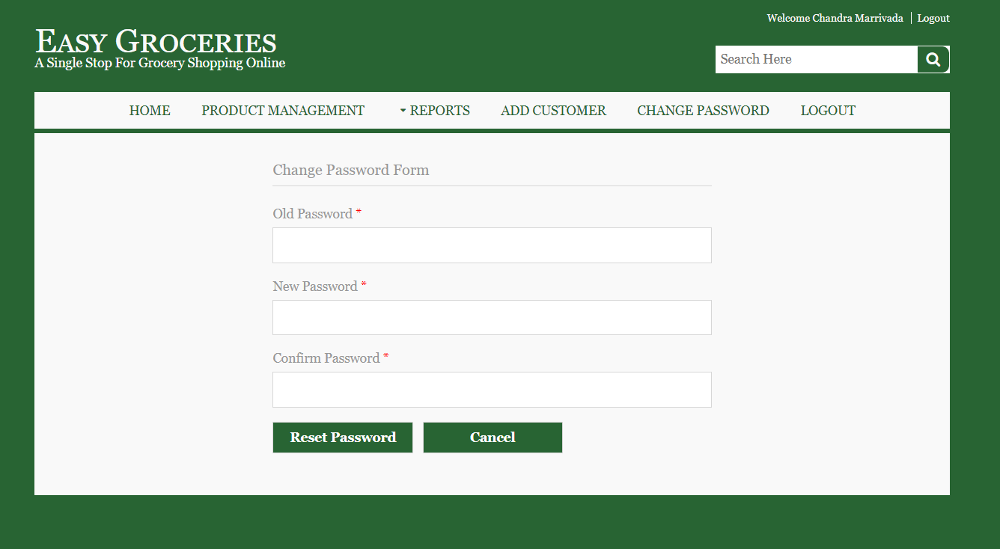 Welcome Chandra Marrivada | Logout
EASY GROCERIES
A Single Stop For Grocery Shopping Online
Search Here
HOME PRODUCT MANAGEMENT REPORTS ADD CUSTOMER CHANGE PASSWORD LOGOUT
Change Password Form
Old Password *
New Password *
Confirm Password *
Reset Password Cancel